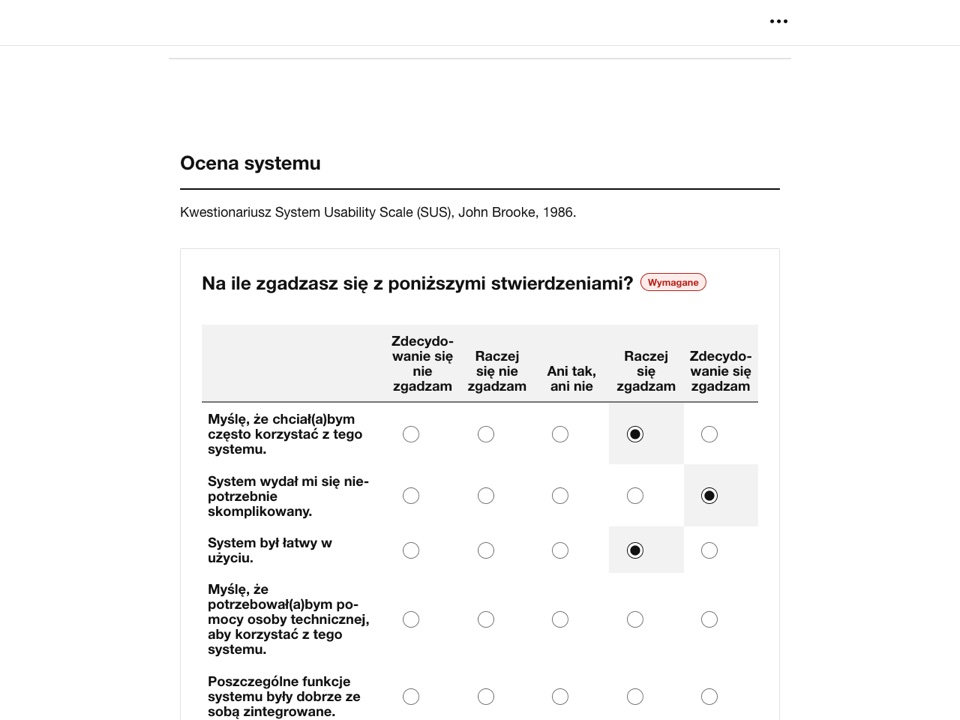 Ocena systemu
Kwestionariusz System Usability Scale (SUS), John Brooke, 1986.
Na ile zgadzasz się z poniższymi stwierdzeniami? Wymagane
Zdecydo-
wanie się
nie
zgadzam
Raczej
się nie
zgadzam
Ani tak,
ani nie
Raczej
się
zgadzam
Zdecydo-
wanie się
zgadzam
Myślę, że chciał(a)bym
często korzystać z tego
systemu.
System wydał mi się nie-
potrzebnie
skomplikowany.
System był łatwy w
użyciu.
Myślę, że
potrzebował(a)bym po-
mocy osoby technicznej,
aby korzystać z tego
systemu.
Poszczególne funkcje
systemu były dobrze ze
sobą zintegrowane.